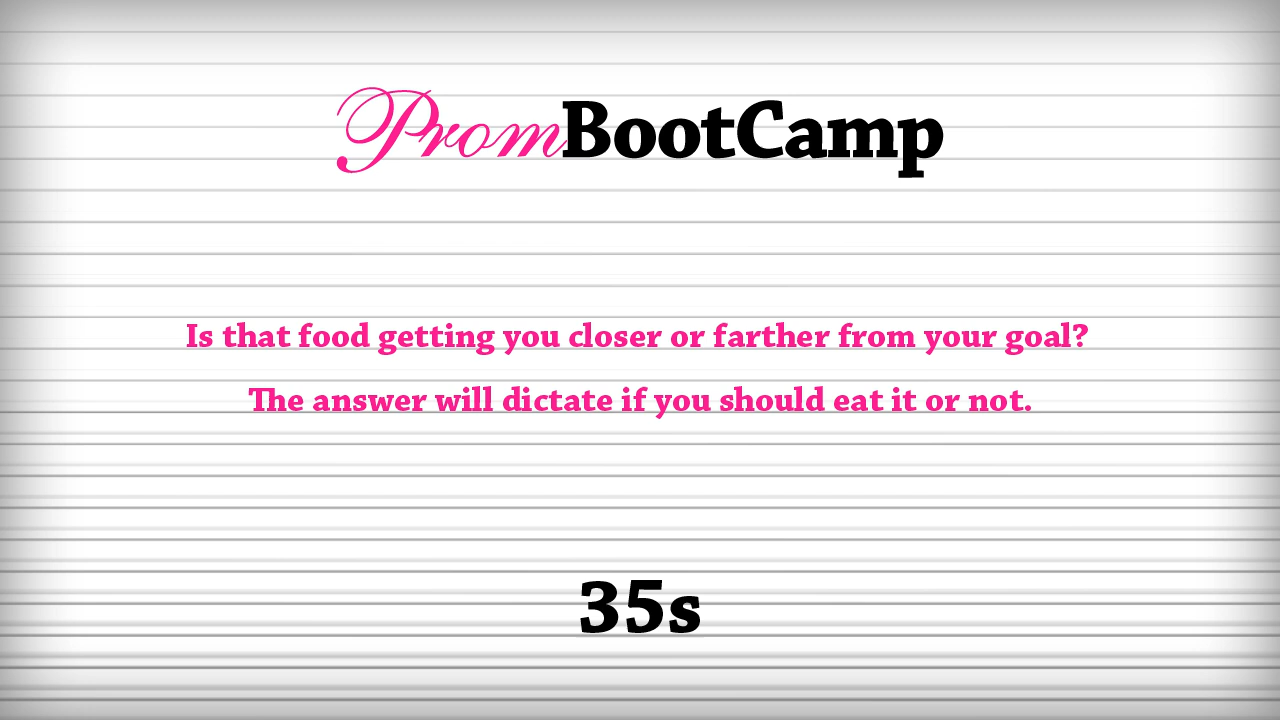 PromBootCamp
Is that food getting you closer or farther from your goal?
The answer will dictate if you should eat it or not.
35s